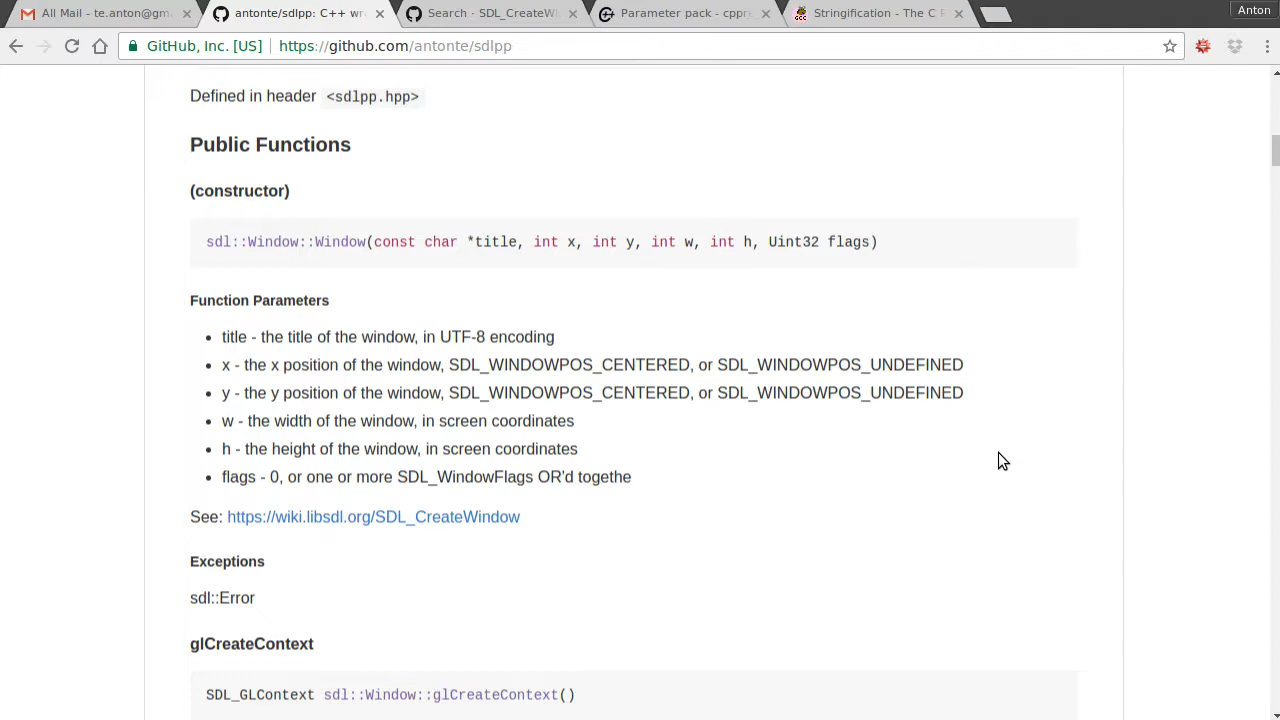 All Mail - te.anton@gm
antonte/sdlpp: C++ wr
Search · SDL_CreateWi
Parameter pack - cppre
Stringification - The C P
Anton
GitHub, Inc. [US]
https://github.com/antonte/sdlpp
Defined in header <sdlpp.hpp>
Public Functions
(constructor)
sdl::Window::Window(const char *title, int x, int y, int w, int h, Uint32 flags)
Function Parameters
• title - the title of the window, in UTF-8 encoding
• x - the x position of the window, SDL_WINDOWPOS_CENTERED, or SDL_WINDOWPOS_UNDEFINED
• y - the y position of the window, SDL_WINDOWPOS_CENTERED, or SDL_WINDOWPOS_UNDEFINED
• w - the width of the window, in screen coordinates
• h - the height of the window, in screen coordinates
• flags - 0, or one or more SDL_WindowFlags OR'd togethe
See: https://wiki.libsdl.org/SDL_CreateWindow
Exceptions
sdl::Error
glCreateContext
SDL_GLContext sdl::Window::glCreateContext()